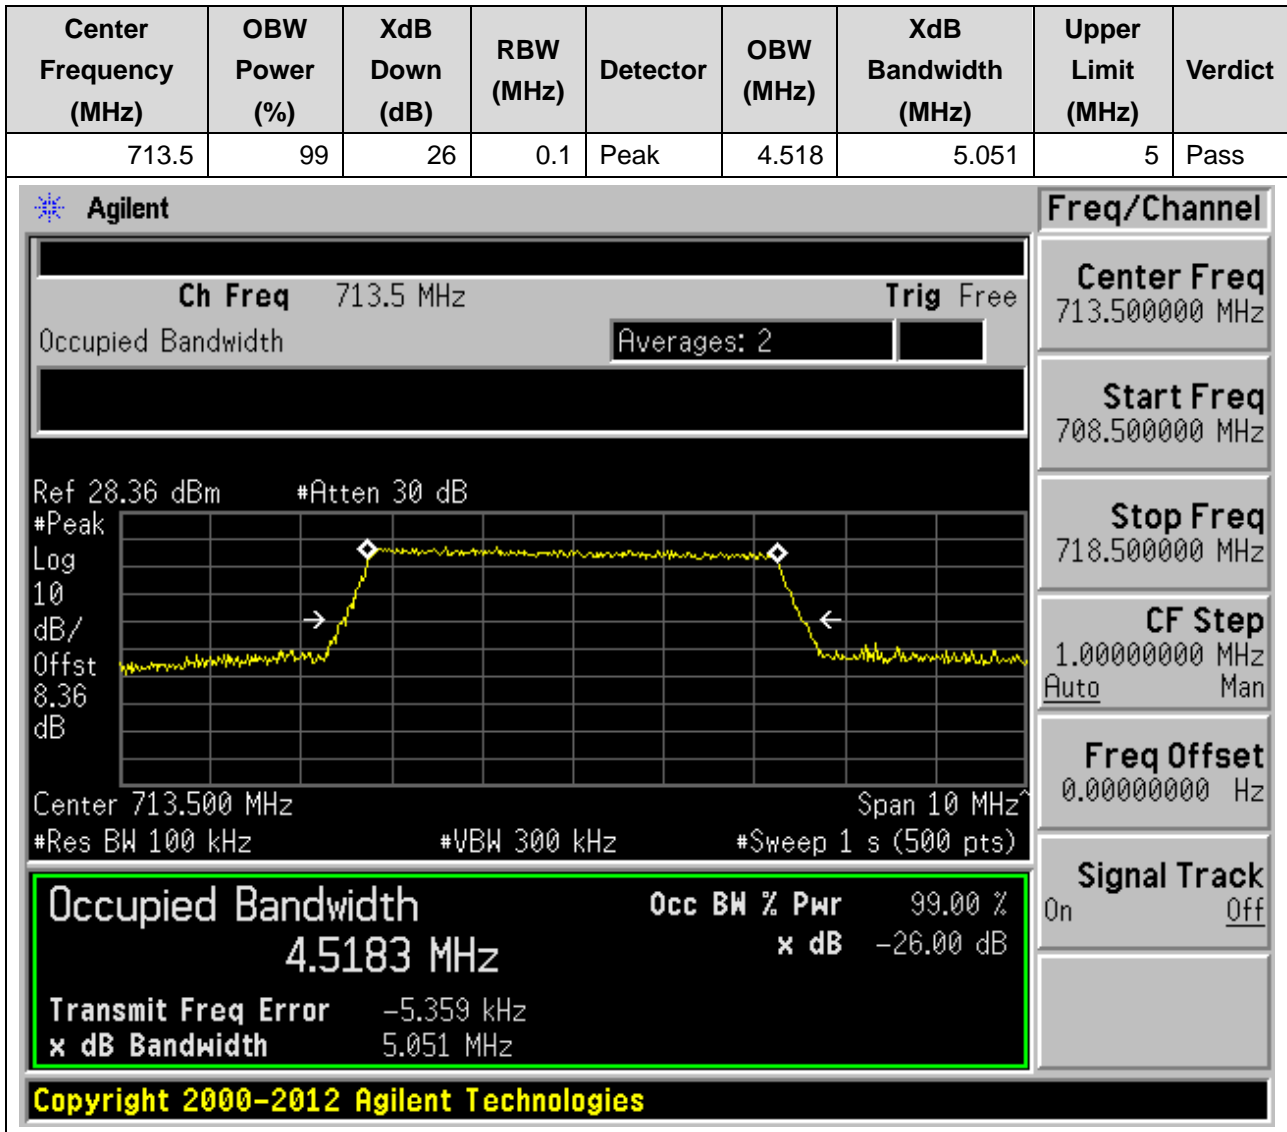 Center Frequency (MHz) OBW Power (%) XdB Down (dB) RBW (MHz) Detector OBW (MHz) XdB Bandwidth (MHz) Upper Limit (MHz) Verdict
713.5 99 26 0.1 Peak 4.518 5.051 5 Pass
Agilent
Freq/Channel
Ch Freq 713.5 MHz
Trig Free
Occupied Bandwidth
Averages: 2
Center Freq
713.500000 MHz
Start Freq
708.500000 MHz
Stop Freq
718.500000 MHz
CF Step
1.00000000 MHz
Auto Man
Freq Offset
0.00000000 Hz
Signal Track
On Off
Ref 28.36 dBm #Atten 30 dB
#Peak
Log
10
dB/
Offst
8.36
dB
Center 713.500 MHz Span 10 MHz^
#Res BW 100 kHz #VBW 300 kHz #Sweep 1 s (500 pts)
Occupied Bandwidth
4.5183 MHz
Occ BW % Pwr 99.00 %
x dB -26.00 dB
Transmit Freq Error -5.359 kHz
x dB Bandwidth 5.051 MHz
Copyright 2000-2012 Agilent Technologies